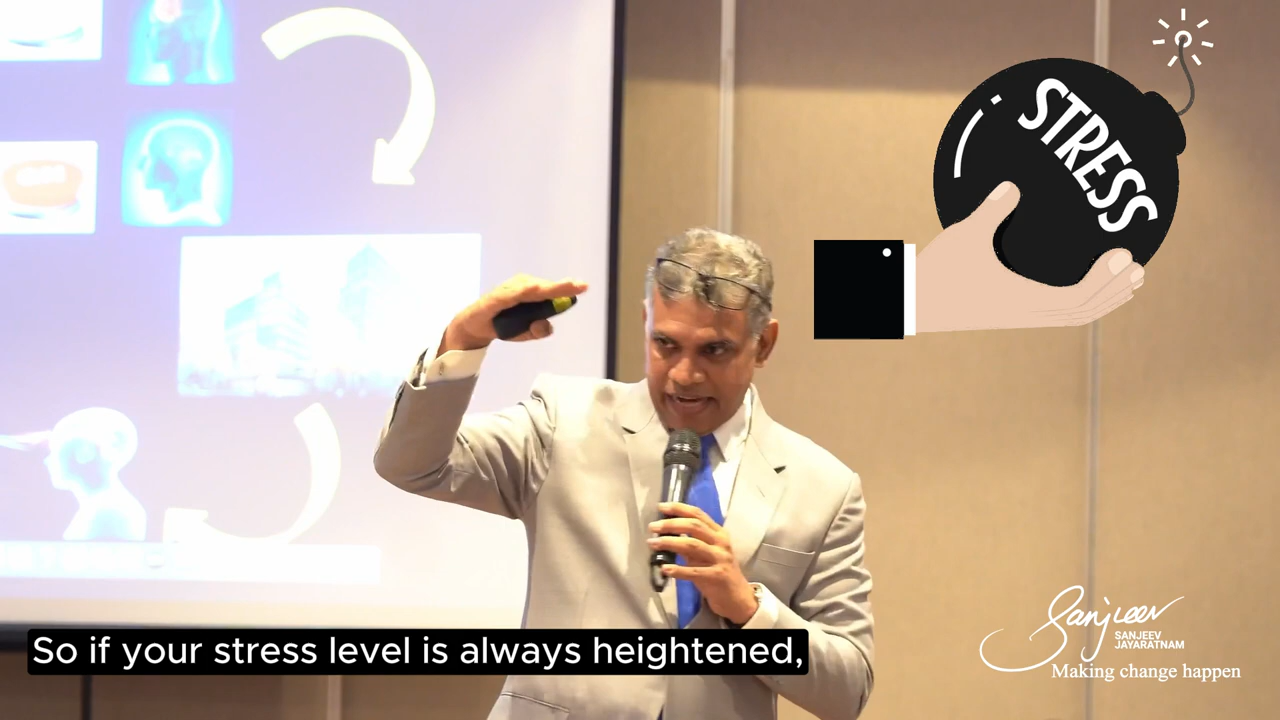 STRESS
So if your stress level is always heightened,
Sanjeev
SANJEEV
JAYARATNAM
Making change happen